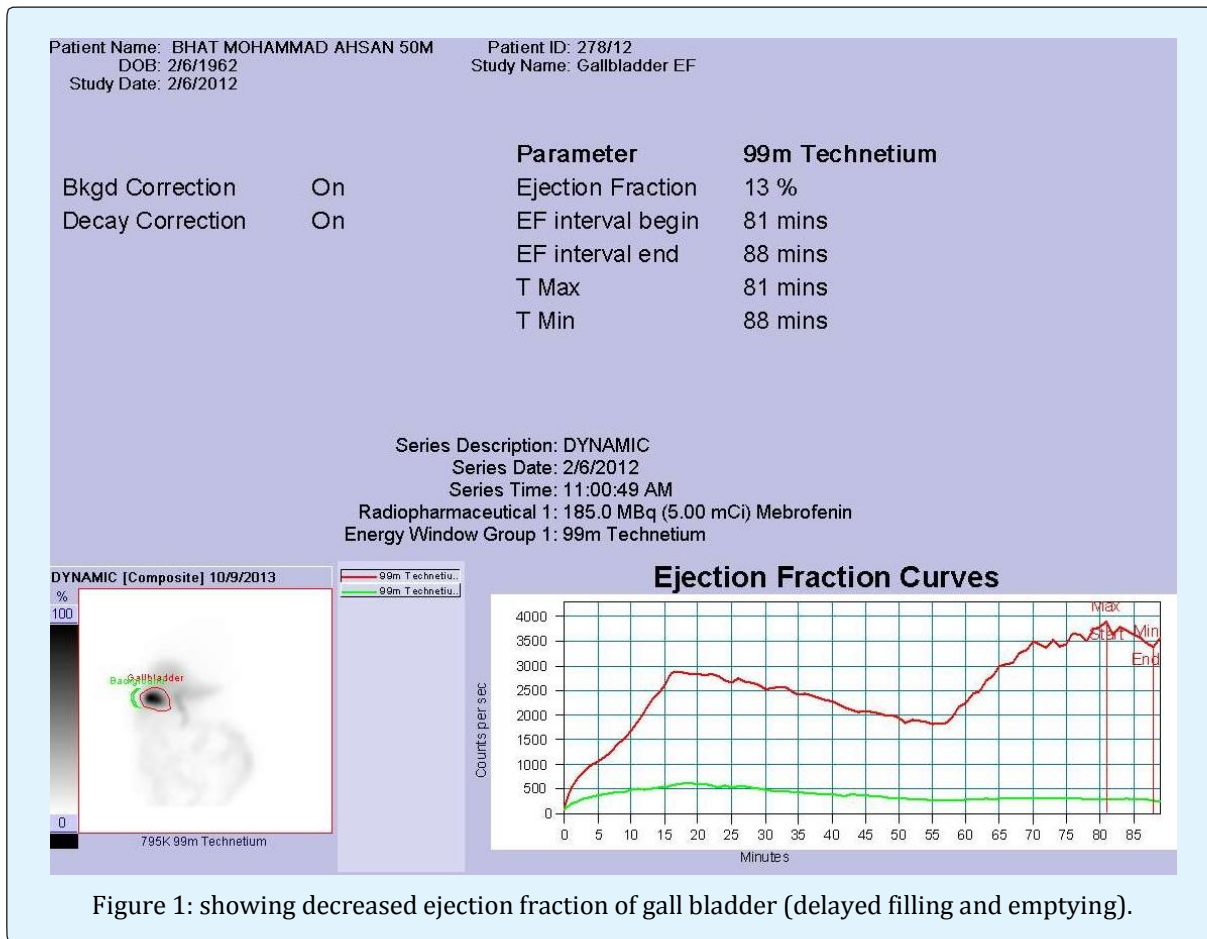 Patient Name: BHAT MOHAMMAD AHSAN 50M Patient ID: 278/12
DOB: 2/6/1962 Study Name: Gallbladder EF
Study Date: 2/6/2012
Parameter 99m Technetium
Bkgd Correction On Ejection Fraction 13 %
Decay Correction On EF interval begin 81 mins
EF interval end 88 mins
T Max 81 mins
T Min 88 mins
Series Description: DYNAMIC
Series Date: 2/6/2012
Series Time: 11:00:49 AM
Radiopharmaceutical 1: 185.0 MBq (5.00 mCi) Mebrofenin
Energy Window Group 1: 99m Technetium
DYNAMIC [Composite] 10/9/2013
%
100
0
Gallbladder
Background
795K 99m Technetium
99m Technetiu..
99m Technetiu..
Ejection Fraction Curves
Max
Start
Min
End
4000
3500
3000
2500
2000
1500
1000
500
0
Counts per sec
0 5 10 15 20 25 30 35 40 45 50 55 60 65 70 75 80 85
Minutes
Figure 1: showing decreased ejection fraction of gall bladder (delayed filling and emptying).